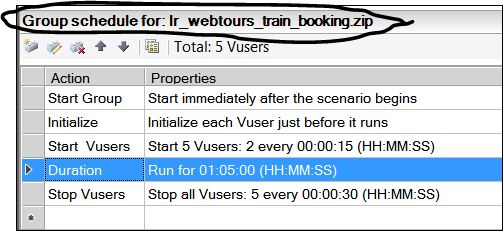 Group schedule for: lr_webtours_train_booking.zip
Total: 5 Vusers
Action Properties
Start Group Start immediately after the scenario begins
Initialize Initialize each Vuser just before it runs
Start Vusers Start 5 Vusers: 2 every 00:00:15 (HH:MM:SS)
Duration Run for 01:05:00 (HH:MM:SS)
Stop Vusers Stop all Vusers: 5 every 00:00:30 (HH:MM:SS)
*